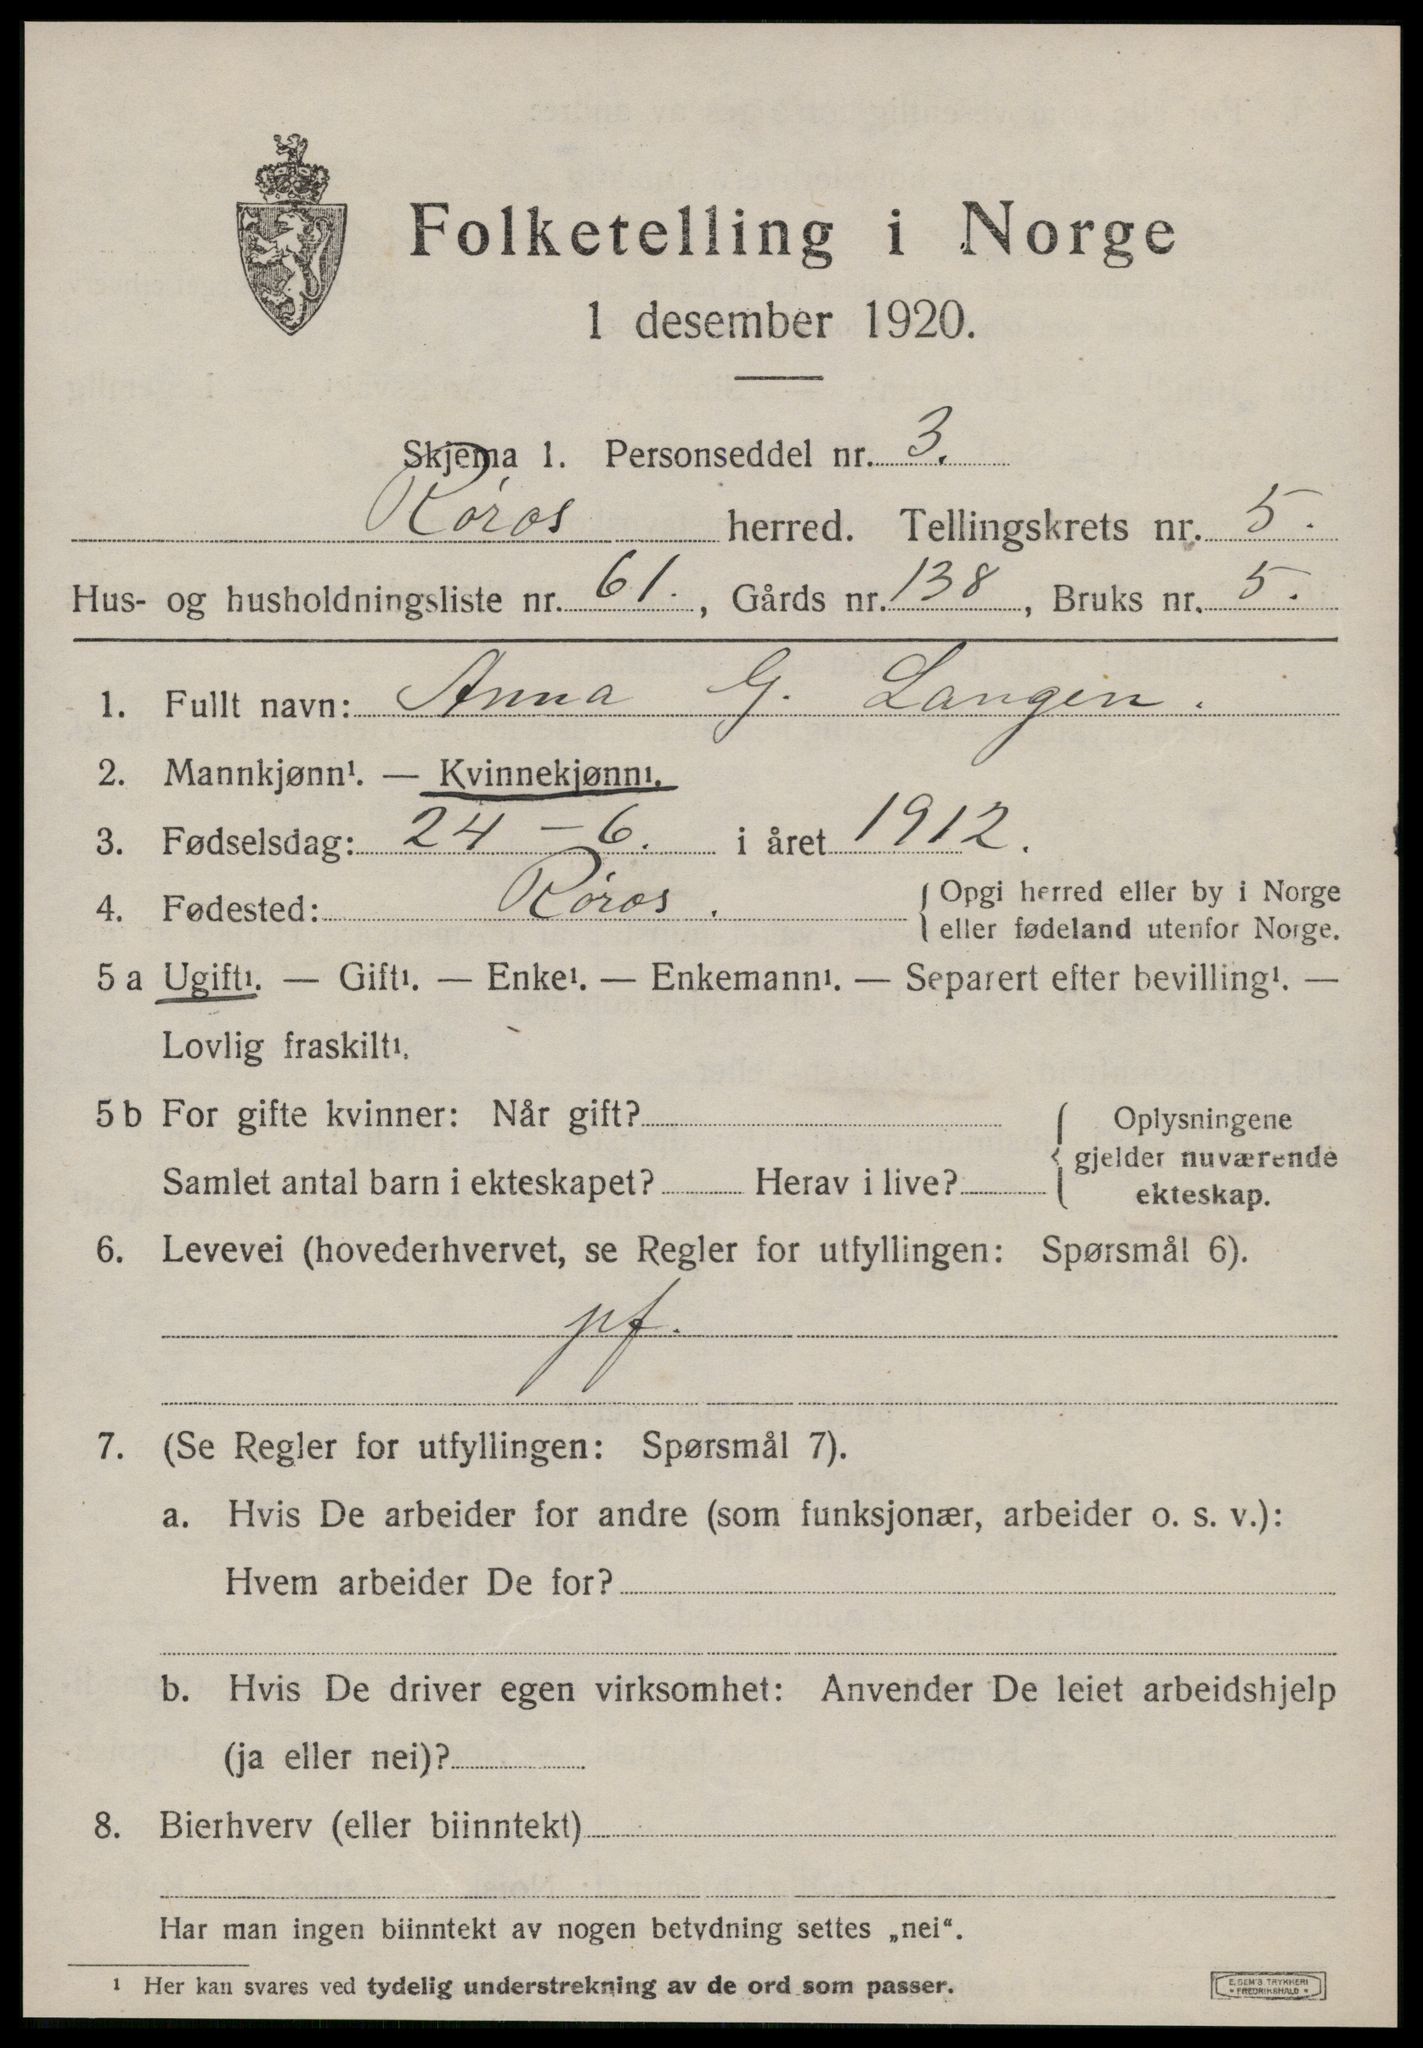 Folketelling i Norge
1 desember 1920.
Skjema 1. Personseddel nr. 3.
Røros herred. Tellingskrets nr. 5.
Hus- og husholdningsliste nr. 61., Gårds nr. 138, Bruks nr. 5.
1. Fullt navn: Anna G. Langen.
2. Mannkjønn¹. — Kvinnekjønn¹.
3. Fødselsdag: 24 – 6. i året 1912.
4. Fødested: Røros. { Opgi herred eller by i Norge
eller fødeland utenfor Norge.
5 a Ugift¹. — Gift¹. — Enke¹. — Enkemann¹. — Separert efter bevilling¹. —
Lovlig fraskilt¹.
5 b For gifte kvinner: Når gift? { Oplysningene
gjelder nuværende
Samlet antal barn i ekteskapet? Herav i live? ekteskap.
6. Levevei (hovederhvervet, se Regler for utfyllingen: Spørsmål 6).
pf.
7. (Se Regler for utfyllingen: Spørsmål 7).
a. Hvis De arbeider for andre (som funksjonær, arbeider o. s. v.):
Hvem arbeider De for?
b. Hvis De driver egen virksomhet: Anvender De leiet arbeidshjelp
(ja eller nei)?
8. Bierhverv (eller biinntekt)
Har man ingen biinntekt av nogen betydning settes „nei“.
¹ Her kan svares ved tydelig understrekning av de ord som passer.
E. SEM'S TRYKKERI
• FREDRIKSHALD •